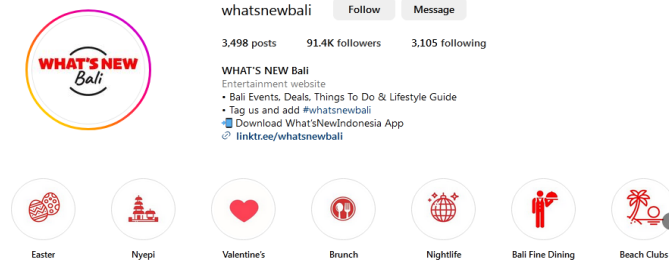 whatsnewbali Follow Message
3,498 posts 91.4K followers 3,105 following
WHAT'S NEW
Bali
WHAT'S NEW Bali
Entertainment website
• Bali Events, Deals, Things To Do & Lifestyle Guide
• Tag us and add #whatsnewbali
📲 Download What'sNewIndonesia App
linktr.ee/whatsnewbali
Easter Nyepi Valentine's Brunch Nightlife Bali Fine Dining Beach Clubs